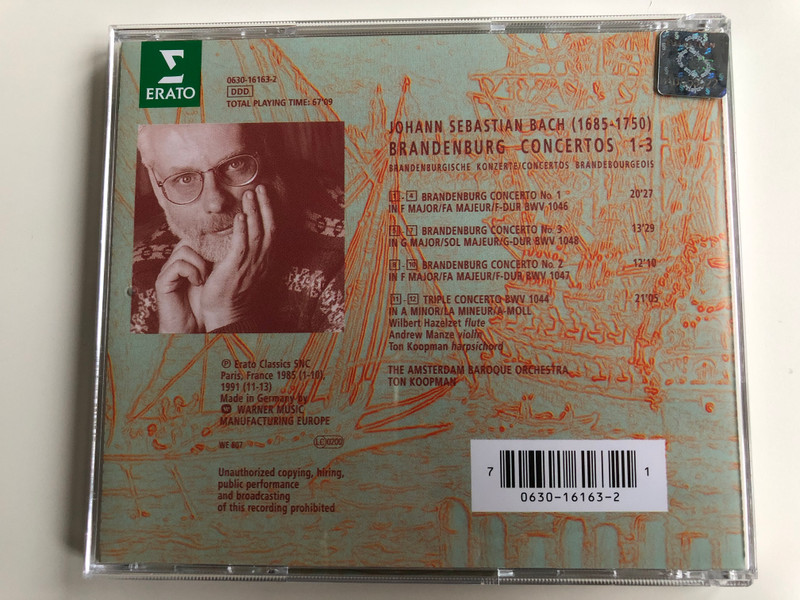 ERATO
0630-16163-2
DDD
TOTAL PLAYING TIME: 67'09
JOHANN SEBASTIAN BACH (1685-1750)
BRANDENBURG CONCERTOS 1-3
BRANDENBURGISCHE KONZERTE/CONCERTOS BRANDEBOURGEOIS
1-4 BRANDENBURG CONCERTO No. 1 20'27
IN F MAJOR/FA MAJEUR/F-DUR BWV 1046
5-7 BRANDENBURG CONCERTO No. 3 13'29
IN G MAJOR/SOL MAJEUR/G-DUR BWV 1048
8-10 BRANDENBURG CONCERTO No. 2 12'10
IN F MAJOR/FA MAJEUR/F-DUR BWV 1047
11- TRIPLE CONCERTO BWV 1044 21'05
IN A MINOR/LA MINEUR/A-MOLL
Wilbert Hazelzet flute
Andrew Manze violin
Ton Koopman harpsichord
THE AMSTERDAM BAROQUE ORCHESTRA
TON KOOPMAN
℗ Erato Classics SNC
Paris, France 1985 (1-10),
1991 (11-13)
Made in Germany by
WARNER MUSIC
MANUFACTURING EUROPE
WE 867
LC 0200
Unauthorized copying, hiring,
public performance
and broadcasting
of this recording prohibited
7 1
0630-16163-2